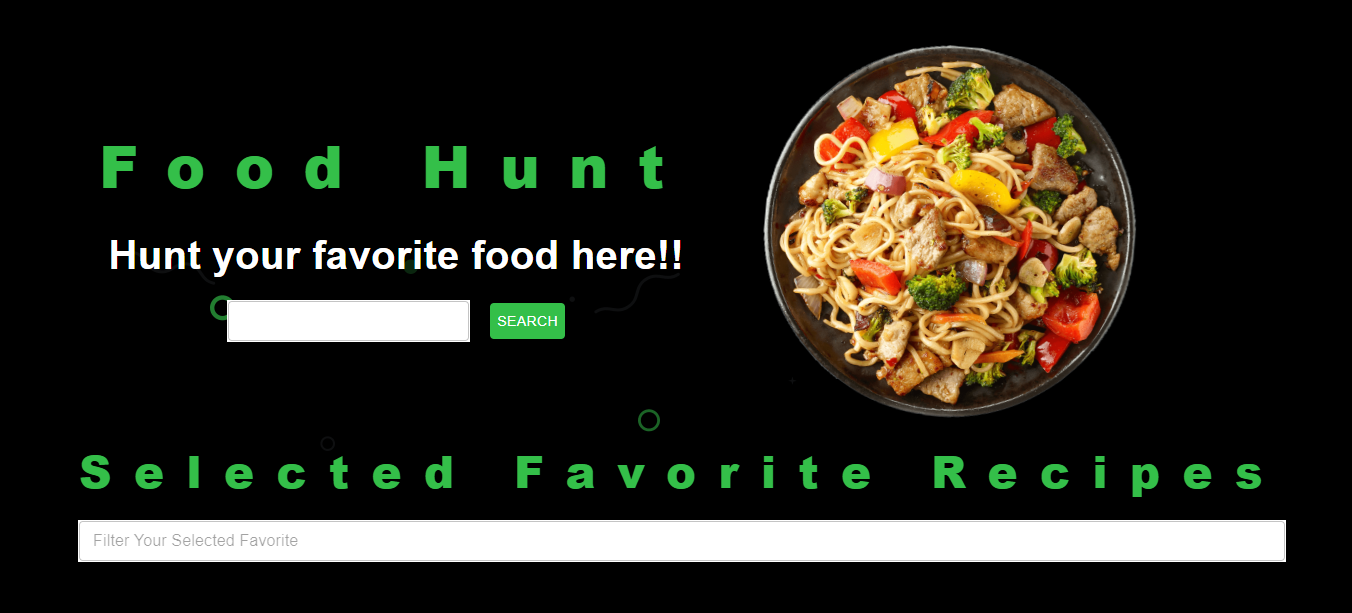 Food Hunt
Hunt your favorite food here!!
SEARCH
Selected Favorite Recipes
Filter Your Selected Favorite